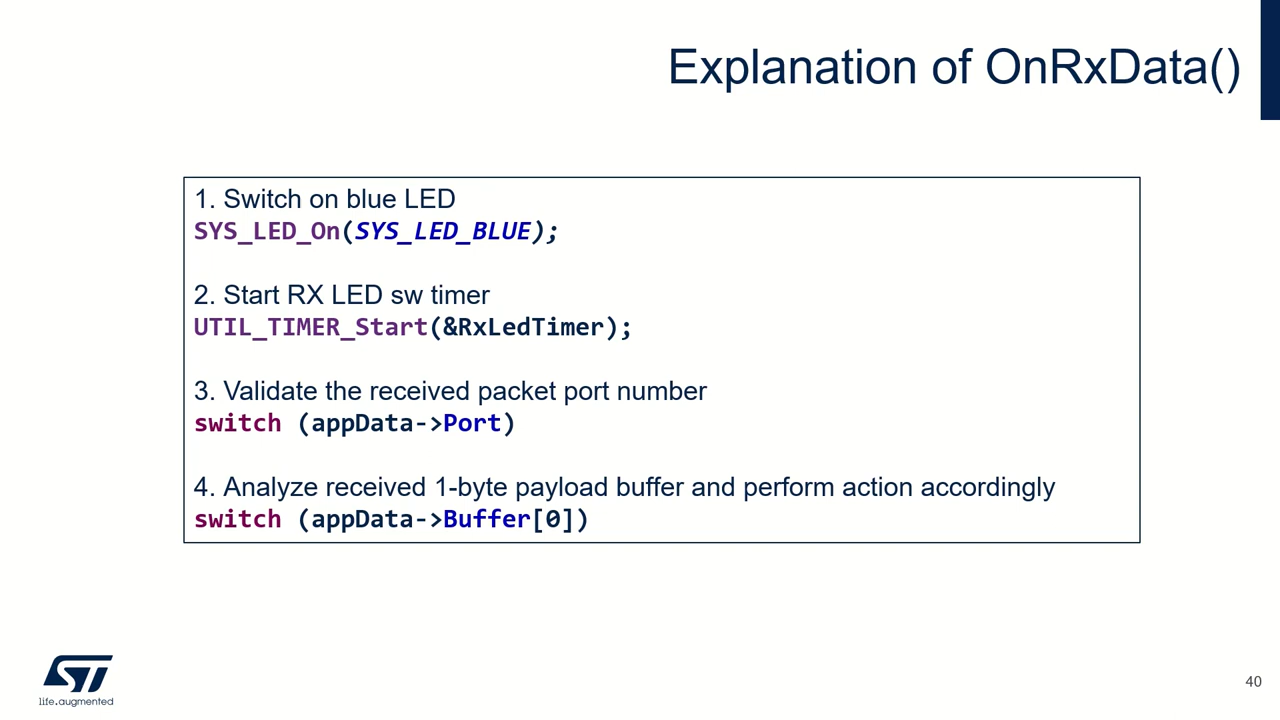 Explanation of OnRxData()
1. Switch on blue LED
SYS_LED_On(SYS_LED_BLUE);
2. Start RX LED sw timer
UTIL_TIMER_Start(&RxLedTimer);
3. Validate the received packet port number
switch (appData->Port)
4. Analyze received 1-byte payload buffer and perform action accordingly
switch (appData->Buffer[0])
ST
life.augmented
40